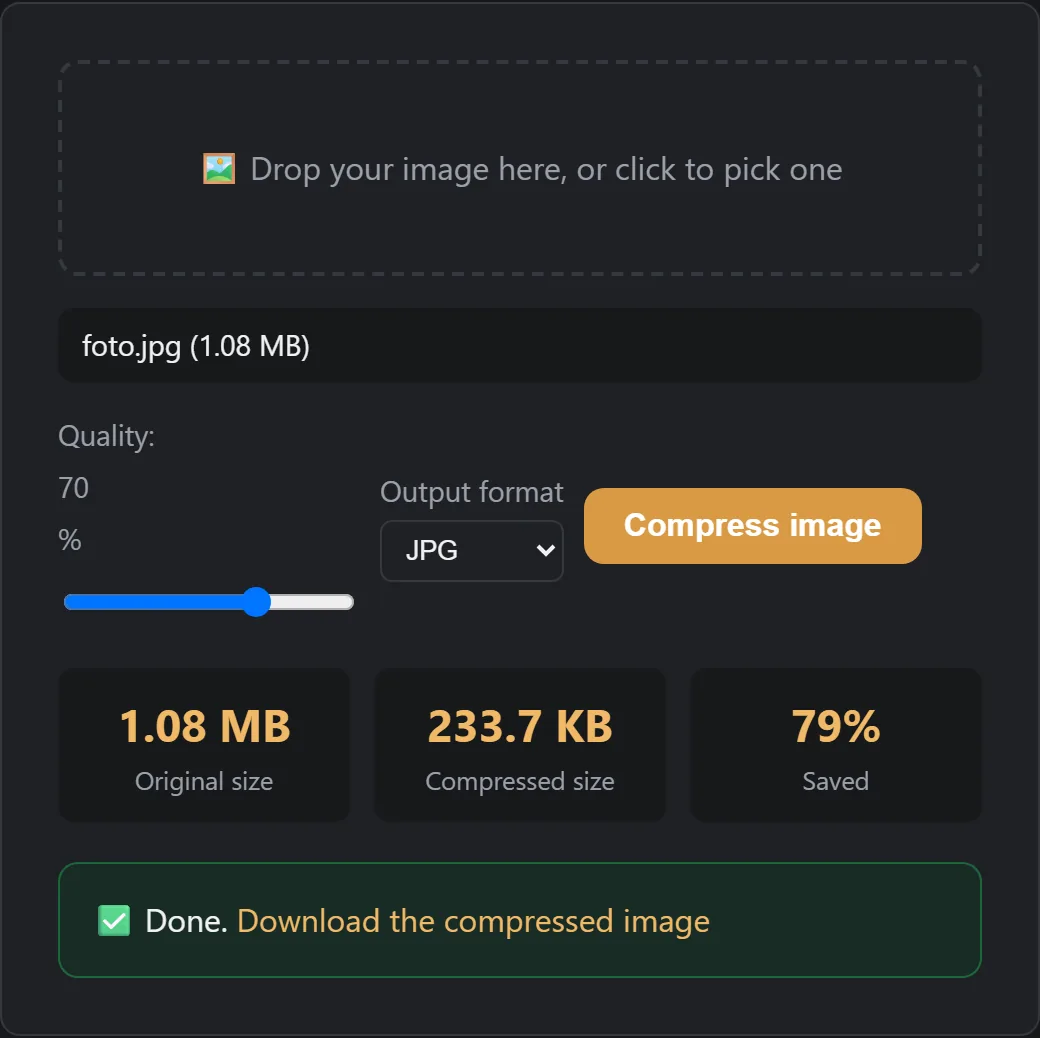 Drop your image here, or click to pick one
foto.jpg (1.08 MB)
Quality:
70
%
Output format
JPG
Compress image
1.08 MB
Original size
233.7 KB
Compressed size
79%
Saved
Done. Download the compressed image